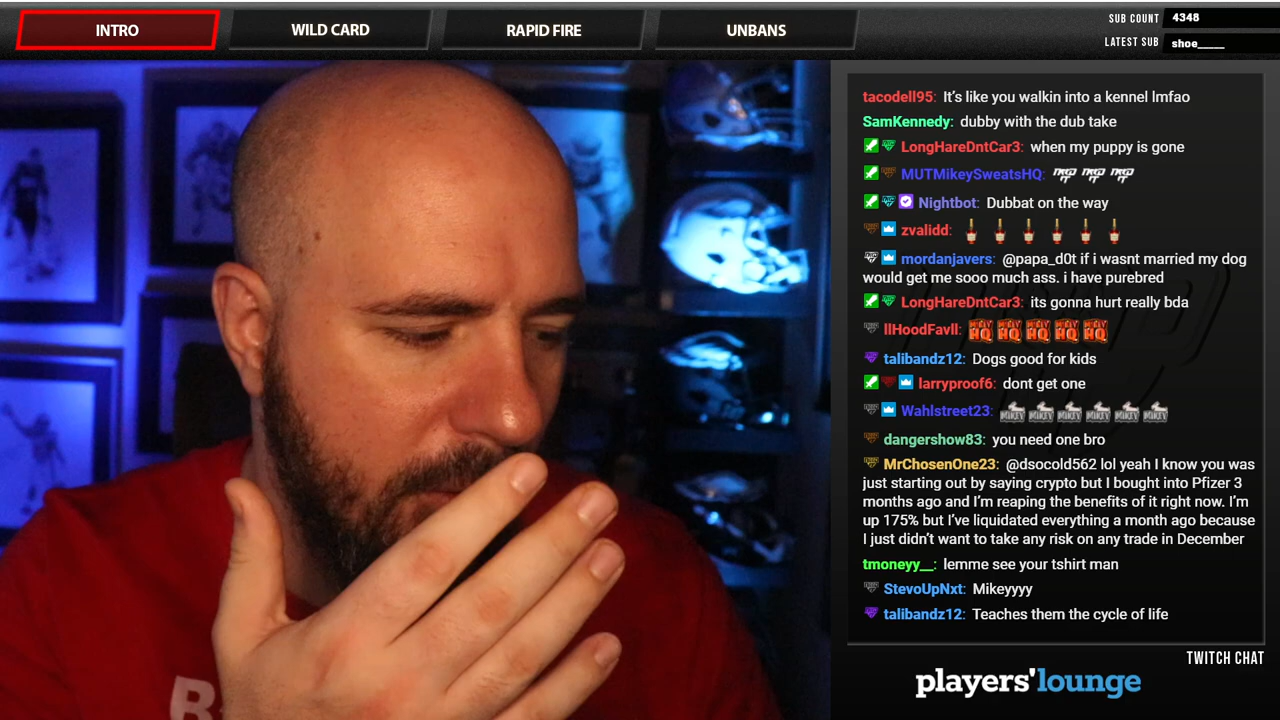 INTRO
WILD CARD
RAPID FIRE
UNBANS
SUB COUNT 4348
LATEST SUB shoe_____
tacodell95: It's like you walkin into a kennel lmfao
SamKennedy: dubby with the dub take
LongHareDntCar3: when my puppy is gone
MUTMikeySweatsHQ:
Nightbot: Dubbat on the way
zvalidd:
mordanjavers: @papa_d0t if i wasnt married my dog
would get me sooo much ass. i have purebred
LongHareDntCar3: its gonna hurt really bda
llHoodFavll:
talibandz12: Dogs good for kids
larryproof6: dont get one
Wahlstreet23:
dangershow83: you need one bro
MrChosenOne23: @dsocold562 lol yeah I know you was
just starting out by saying crypto but I bought into Pfizer 3
months ago and I'm reaping the benefits of it right now. I'm
up 175% but I've liquidated everything a month ago because
I just didn't want to take any risk on any trade in December
tmoneyy__: lemme see your tshirt man
StevoUpNxt: Mikeyyyy
talibandz12: Teaches them the cycle of life
TWITCH CHAT
players'lounge